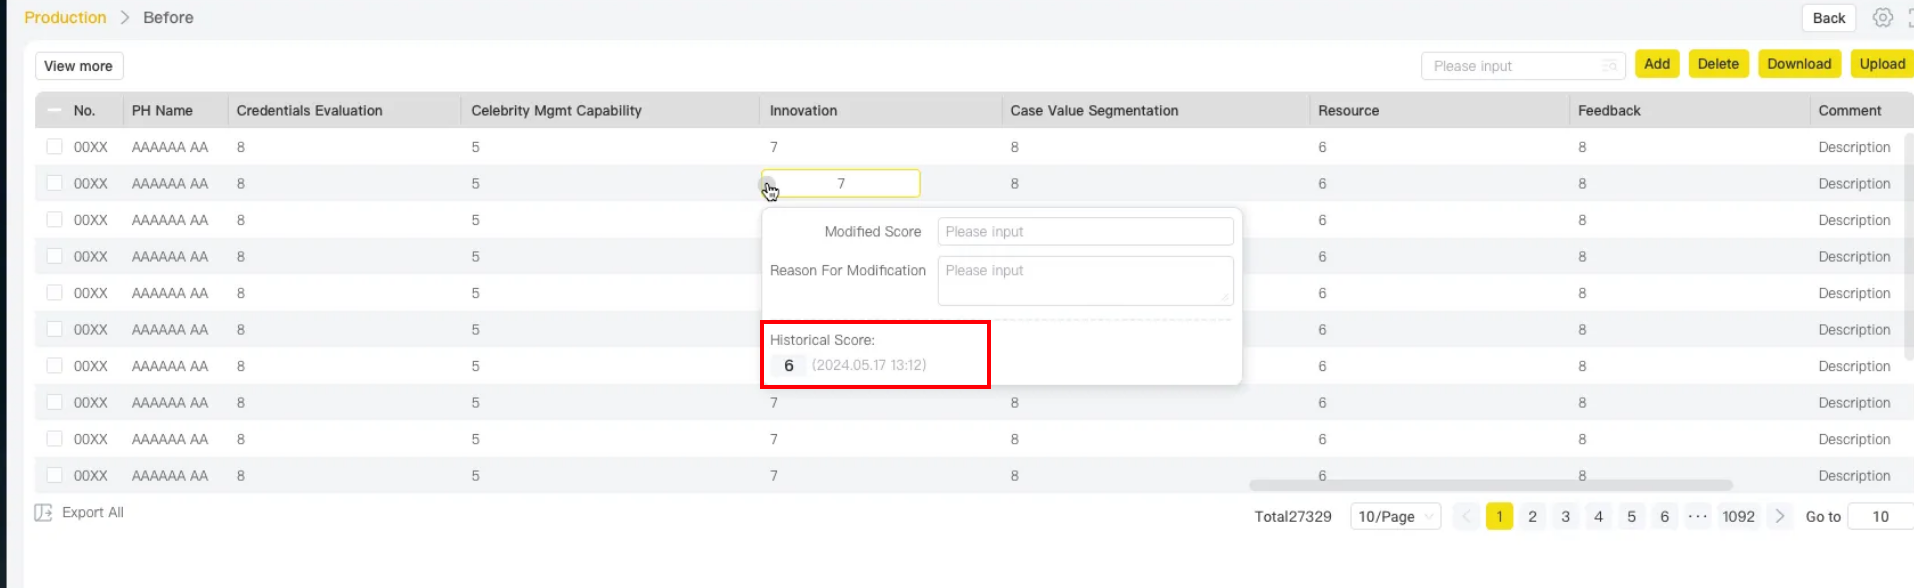 Production > Before Back
View more Please input Add Delete Download Upload
No. PH Name Credentials Evaluation Celebrity Mgmt Capability Innovation Case Value Segmentation Resource Feedback Comment
00XX AAAAAA AA 8 5 7 8 6 8 Description
00XX AAAAAA AA 8 5 7 8 6 8 Description
00XX AAAAAA AA 8 5 6 8 Description
Modified Score Please input
00XX AAAAAA AA 8 5 6 8 Description
Reason For Modification Please input
00XX AAAAAA AA 8 5 6 8 Description
00XX AAAAAA AA 8 5 6 8 Description
Historical Score:
00XX AAAAAA AA 8 5 6 8 Description
6 (2024.05.17 13:12)
00XX AAAAAA AA 8 5 7 8 6 8 Description
00XX AAAAAA AA 8 5 7 8 6 8 Description
00XX AAAAAA AA 8 5 7 8 6 8 Description
Export All
Total27329 10/Page < 1 2 3 4 5 6 ··· 1092 > Go to 10